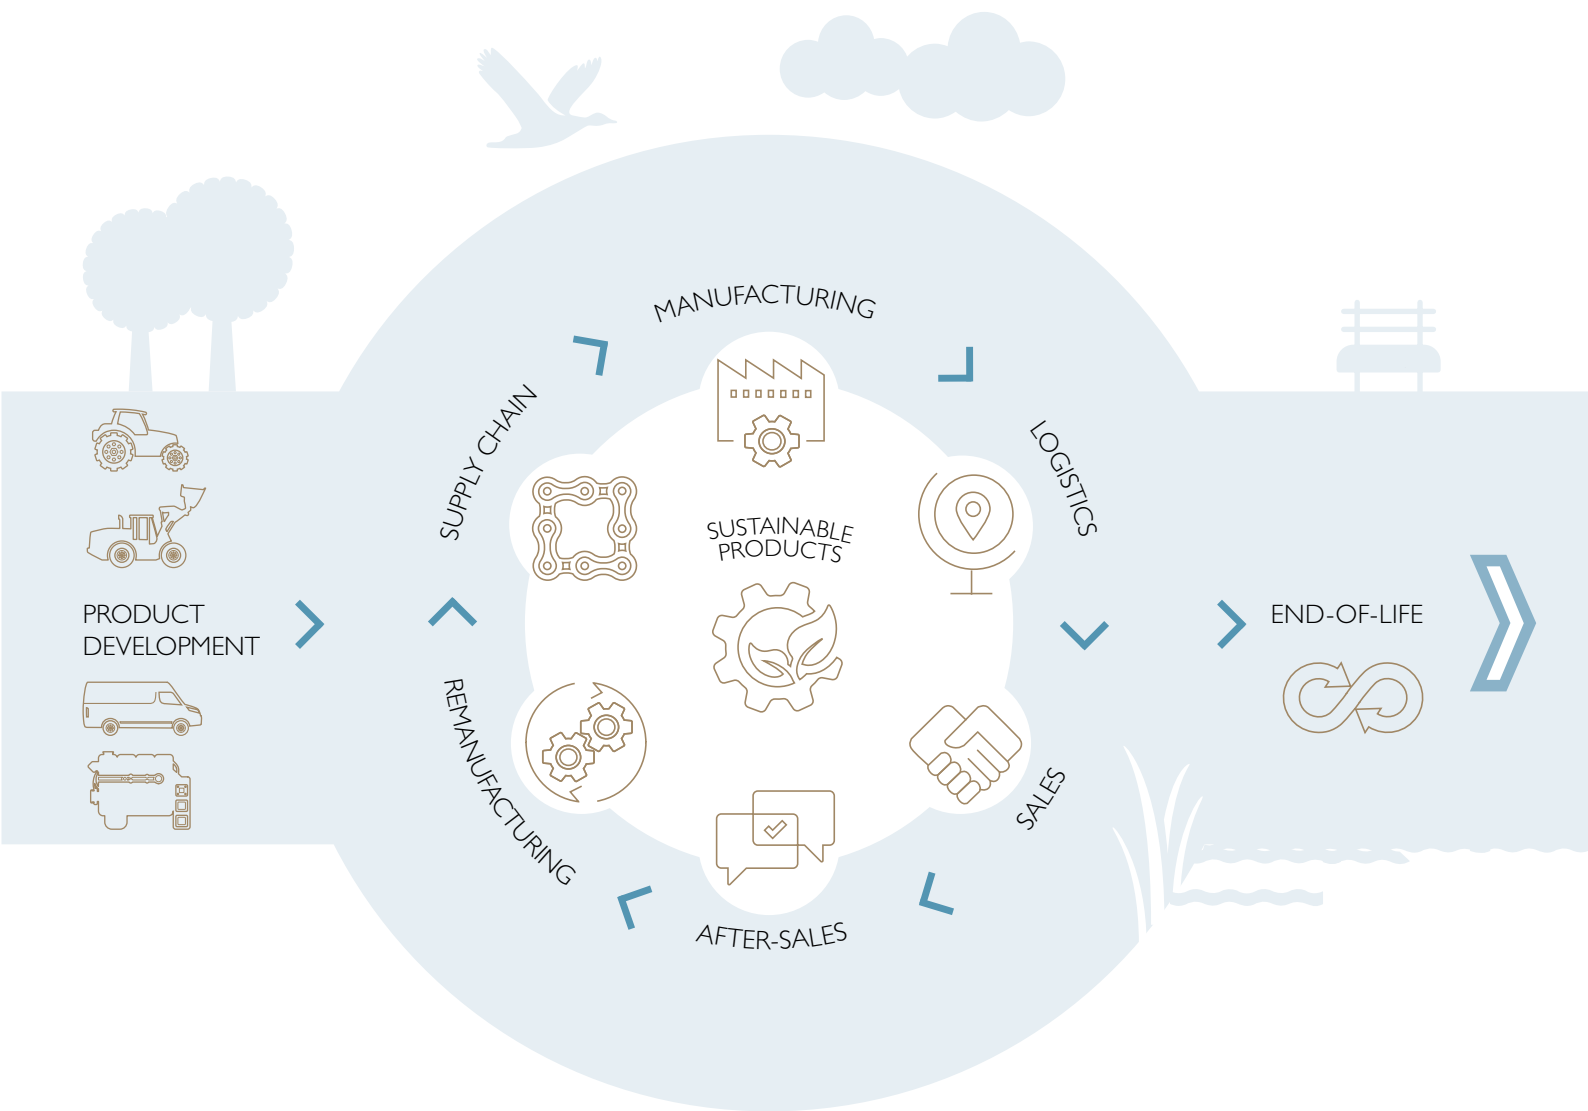 MANUFACTURING
SUPPLY CHAIN
LOGISTICS
SUSTAINABLE
PRODUCTS
PRODUCT
DEVELOPMENT
END-OF-LIFE
REMANUFACTURING
SALES
AFTER-SALES